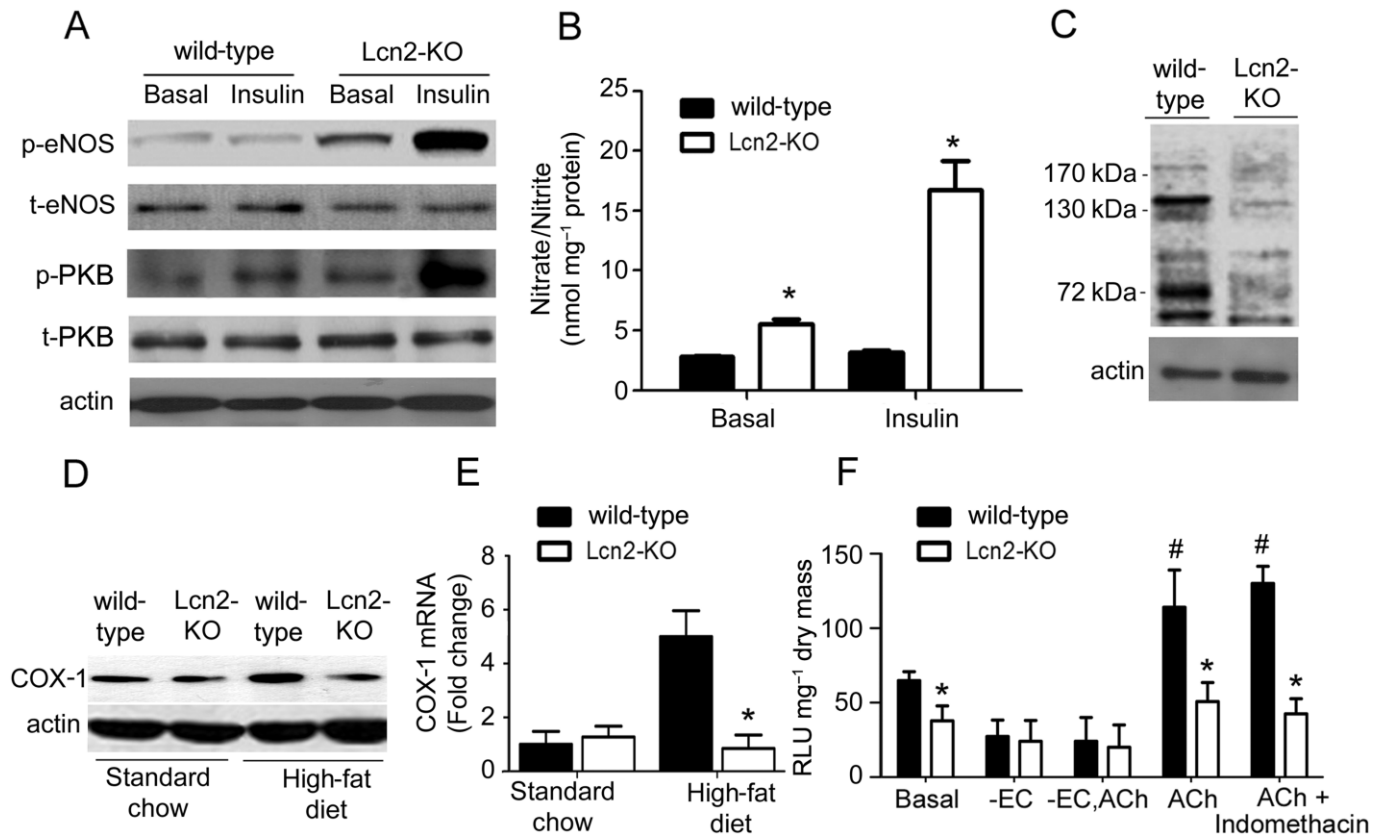 A
wild-type Lcn2-KO
Basal Insulin Basal Insulin
p-eNOS
t-eNOS
p-PKB
t-PKB
actin
B
wild-type
Lcn2-KO
Nitrate/Nitrite
(nmol mg⁻¹ protein)
25
20
15
10
5
0
*
*
Basal Insulin
C
wild-
type
Lcn2-
KO
170 kDa-
130 kDa-
72 kDa-
actin
D
wild-
type
Lcn2-
KO
wild-
type
Lcn2-
KO
COX-1
actin
Standard
chow
High-fat
diet
E
wild-type
Lcn2-KO
COX-1 mRNA
(Fold change)
8
6
4
2
0
*
Standard
chow
High-fat
diet
F
wild-type
Lcn2-KO
RLU mg⁻¹ dry mass
150
100
50
0
*
#
*
#
*
Basal -EC -EC,ACh ACh ACh +
Indomethacin